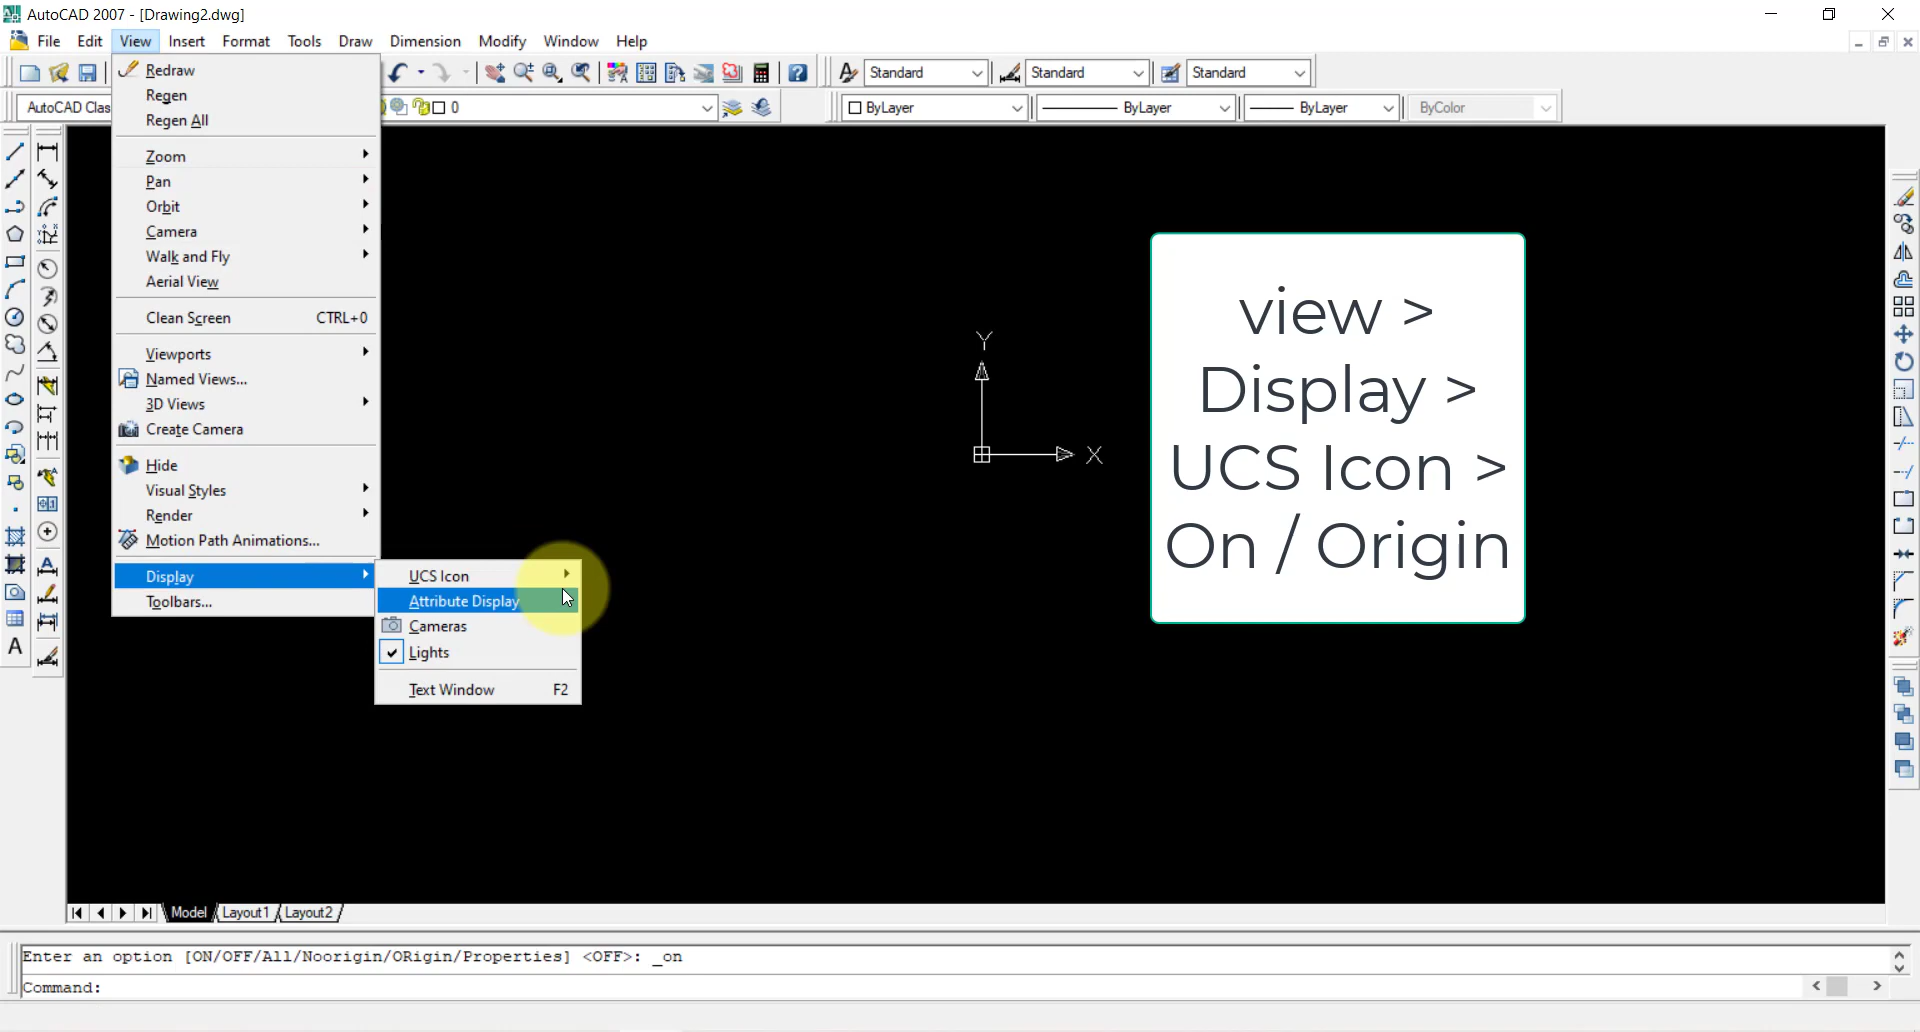 AutoCAD 2007 - [Drawing2.dwg]
File Edit View Insert Format Tools Draw Dimension Modify Window Help
Standard Standard Standard
AutoCAD Clas 0 ByLayer ByLayer ByLayer ByColor
Redraw
Regen
Regen All
Zoom
Pan
Orbit
Camera
Walk and Fly
Aerial View
Clean Screen CTRL+0
Viewports
Named Views...
3D Views
Create Camera
Hide
Visual Styles
Render
Motion Path Animations...
Display
Toolbars...
UCS Icon
Attribute Display
Cameras
Lights
Text Window F2
Y
X
view >
Display >
UCS Icon >
On / Origin
A
Model Layout1 Layout2
Enter an option [ON/OFF/All/Noorigin/ORigin/Properties] <OFF>: _on
Command: